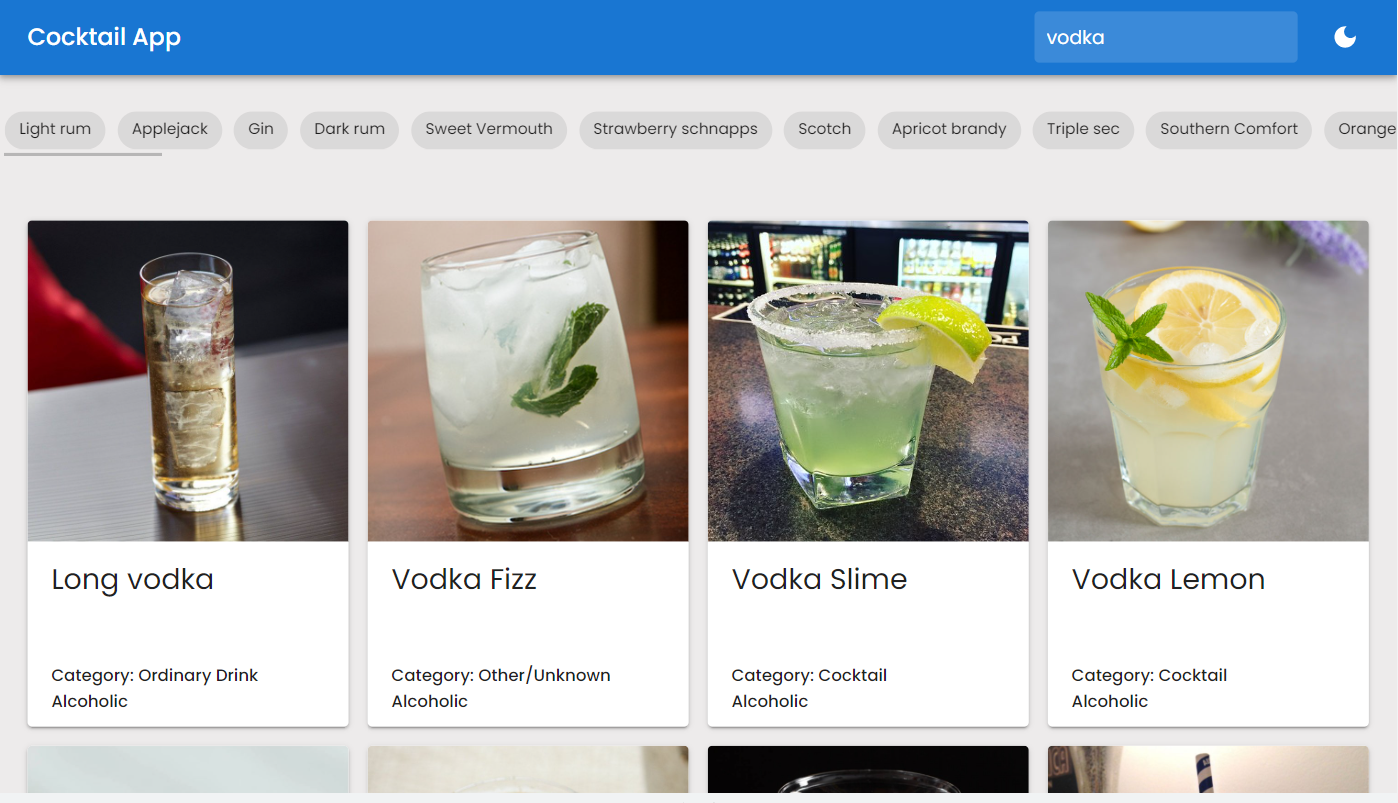 Cocktail App
vodka
Light rum
Applejack
Gin
Dark rum
Sweet Vermouth
Strawberry schnapps
Scotch
Apricot brandy
Triple sec
Southern Comfort
Orange
Long vodka
Vodka Fizz
Vodka Slime
Vodka Lemon
Category: Ordinary Drink
Alcoholic
Category: Other/Unknown
Alcoholic
Category: Cocktail
Alcoholic
Category: Cocktail
Alcoholic